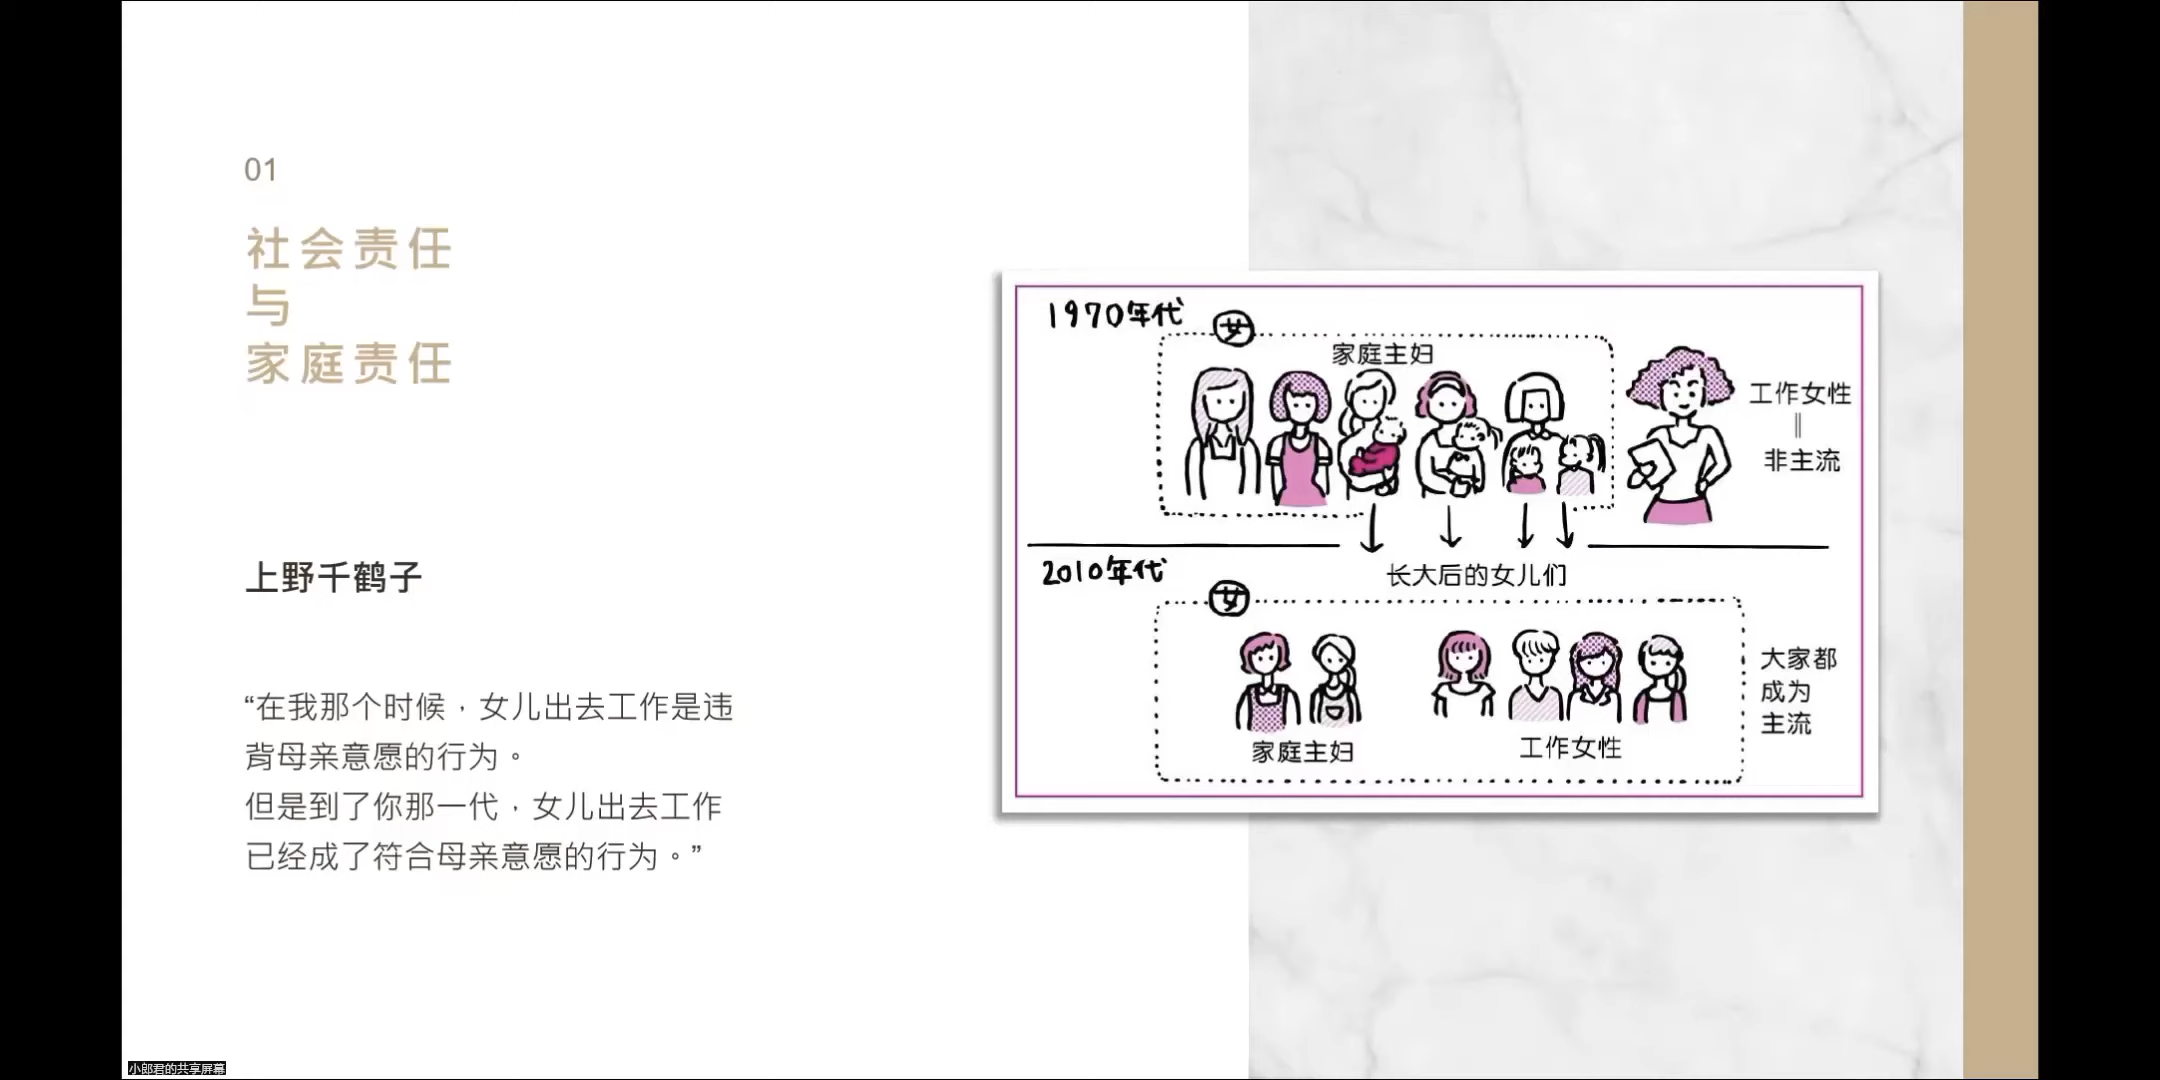 01
社会责任
与
家庭责任
上野千鹤子
“在我那个时候，女儿出去工作是违
背母亲意愿的行为。
但是到了你那一代，女儿出去工作
已经成了符合母亲意愿的行为。”
1970年代
女
家庭主妇
工作女性
||
非主流
长大后的女儿们
2010年代
女
家庭主妇
工作女性
大家都
成为
主流
小郎君的共享屏幕